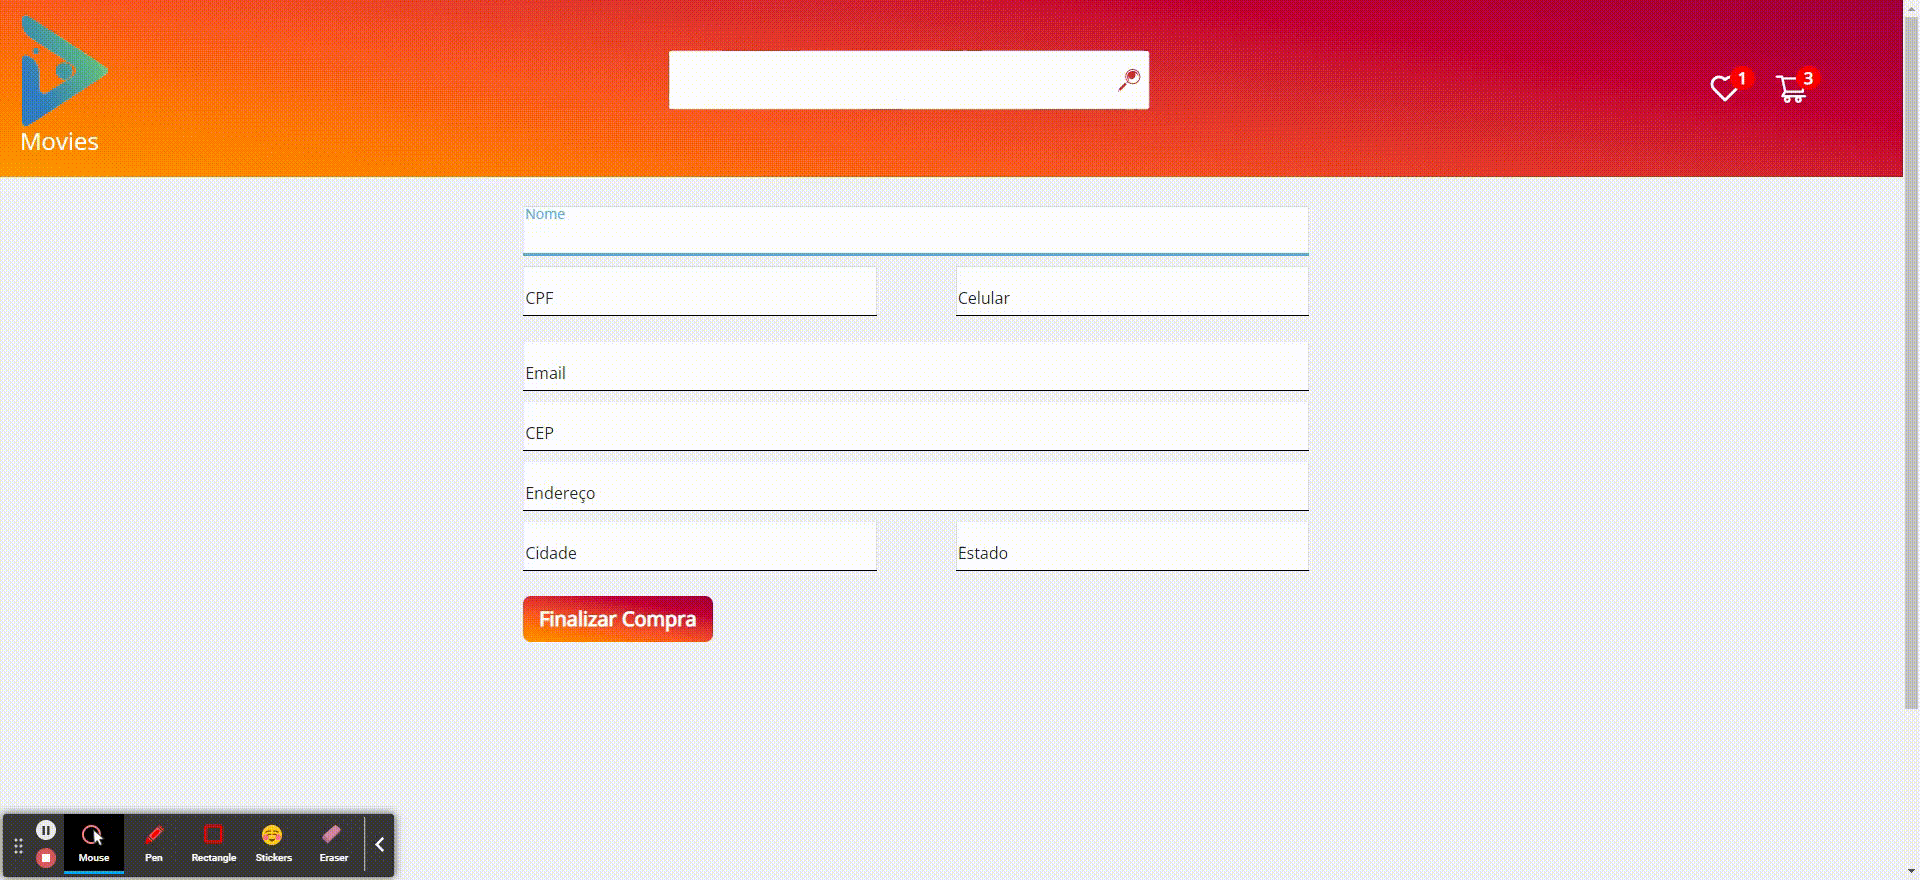 Movies
1
3
Nome
CPF
Celular
Email
CEP
Endereço
Cidade
Estado
Finalizar Compra
Mouse
Pen
Rectangle
Stickers
Eraser